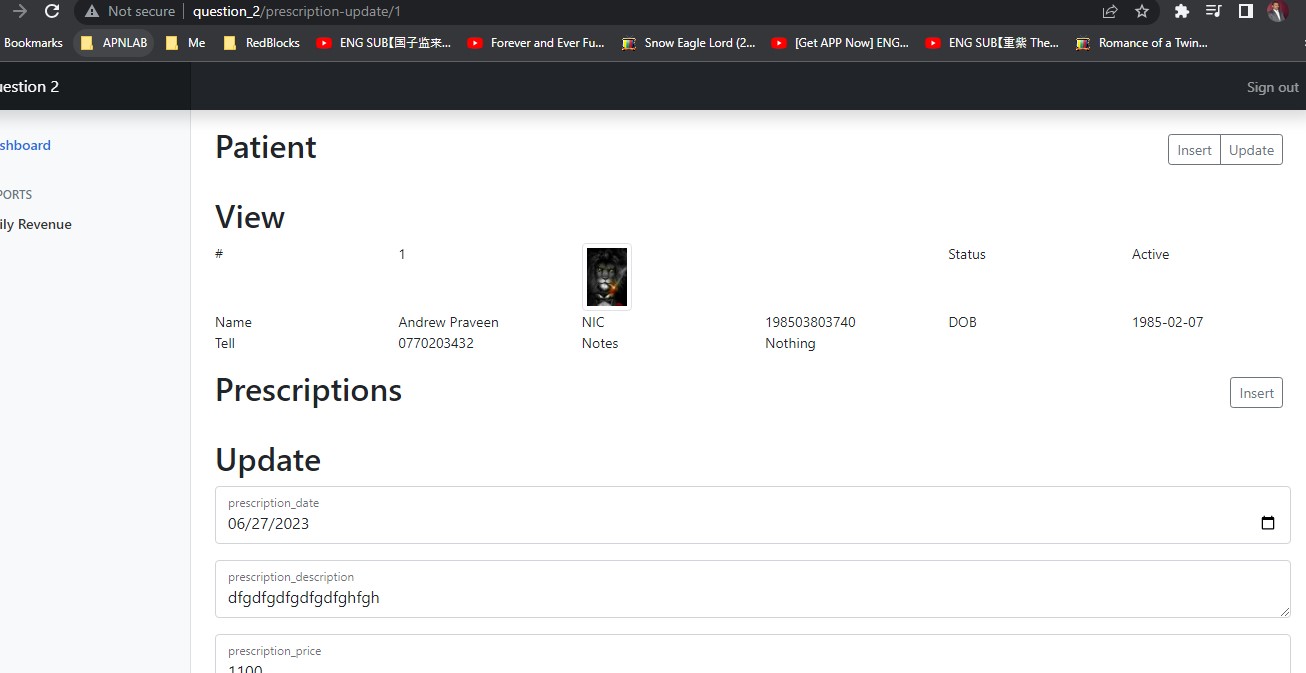 Not secure question_2/prescription-update/1
Bookmarks APNLAB Me RedBlocks ENG SUB【国子监来... Forever and Ever Fu... Snow Eagle Lord (2... [Get APP Now] ENG... ENG SUB【重紫 The... Romance of a Twin...
uestion 2 Sign out
shboard
PORTS
ily Revenue
Patient Insert Update
View
# 1 Status Active
Name Andrew Praveen NIC 198503803740 DOB 1985-02-07
Tell 0770203432 Notes Nothing
Prescriptions Insert
Update
prescription_date
06/27/2023
prescription_description
dfgdfgdfgdfgdfghfgh
prescription_price
1100